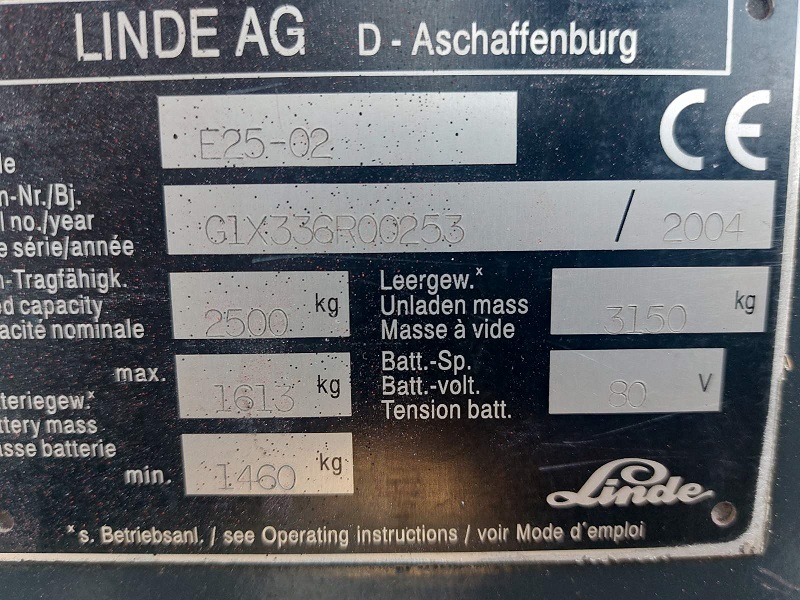 LINDE AG D - Aschaffenburg
E25-02
CE
n-Nr./Bj.
l no./year
e série/année
G1X336R00253 / 2004
n-Tragfähigk.
ed capacity
acité nominale
2500 kg
Leergew.x
Unladen mass
Masse à vide
3150 kg
max.
1613 kg
Batt.-Sp.
Batt.-volt.
Tension batt.
80 V
tteriegew.x
ttery mass
asse batterie
min.
1460 kg
Linde
x s. Betriebsanl. / see Operating instructions / voir Mode d'emploi